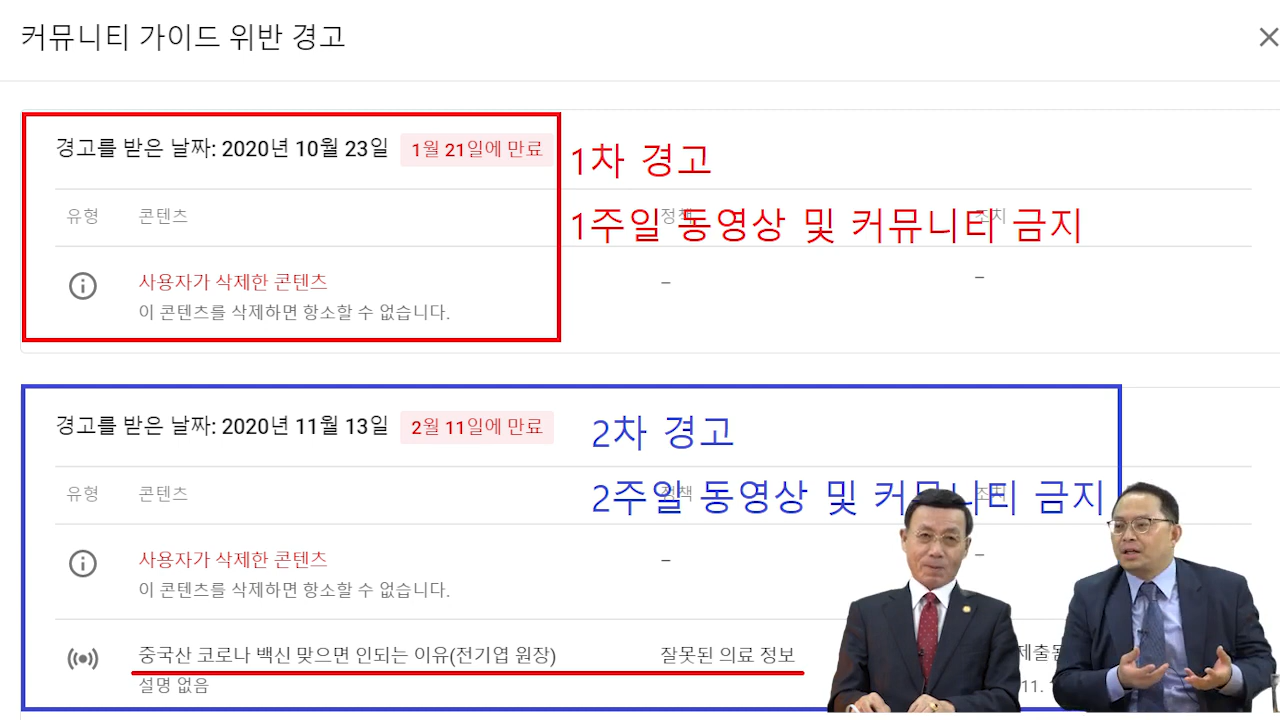 커뮤니티 가이드 위반 경고
경고를 받은 날짜: 2020년 10월 23일 1월 21일에 만료
1차 경고
유형 콘텐츠 정책 조치
1주일 동영상 및 커뮤니티 금지
사용자가 삭제한 콘텐츠 – –
이 콘텐츠를 삭제하면 항소할 수 없습니다.
경고를 받은 날짜: 2020년 11월 13일 2월 11일에 만료
2차 경고
유형 콘텐츠 정책 조치
2주일 동영상 및 커뮤니티 금지
사용자가 삭제한 콘텐츠 – –
이 콘텐츠를 삭제하면 항소할 수 없습니다.
중국산 코로나 백신 맞으면 인되는 이유(전기엽 원장) 잘못된 의료 정보
설명 없음 11.